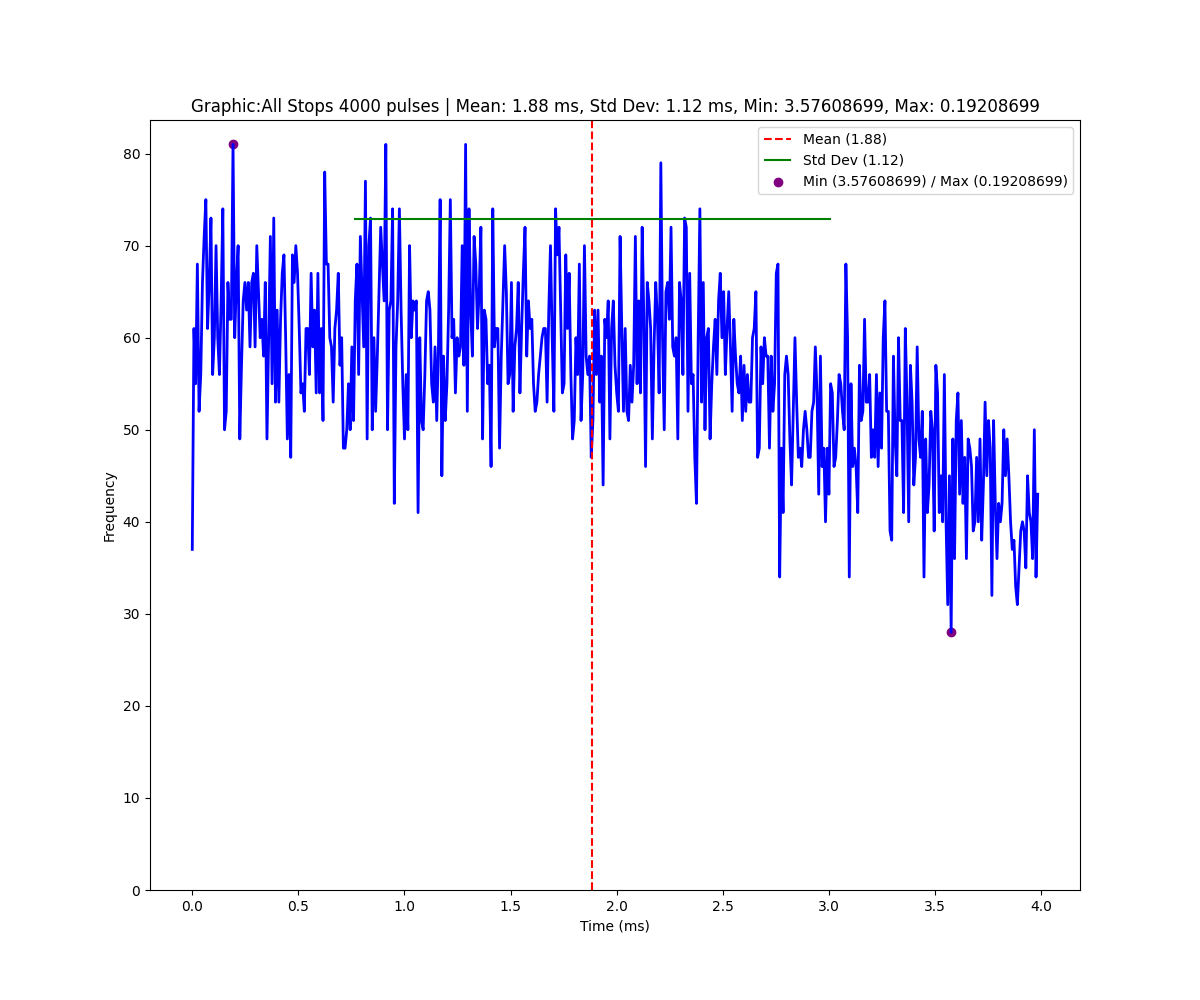 Graphic:All Stops 4000 pulses | Mean: 1.88 ms, Std Dev: 1.12 ms, Min: 3.57608699, Max: 0.19208699
Mean (1.88)
Std Dev (1.12)
Min (3.57608699) / Max (0.19208699)
80
70
60
50
40
30
20
10
0
Frequency
0.0 0.5 1.0 1.5 2.0 2.5 3.0 3.5 4.0
Time (ms)